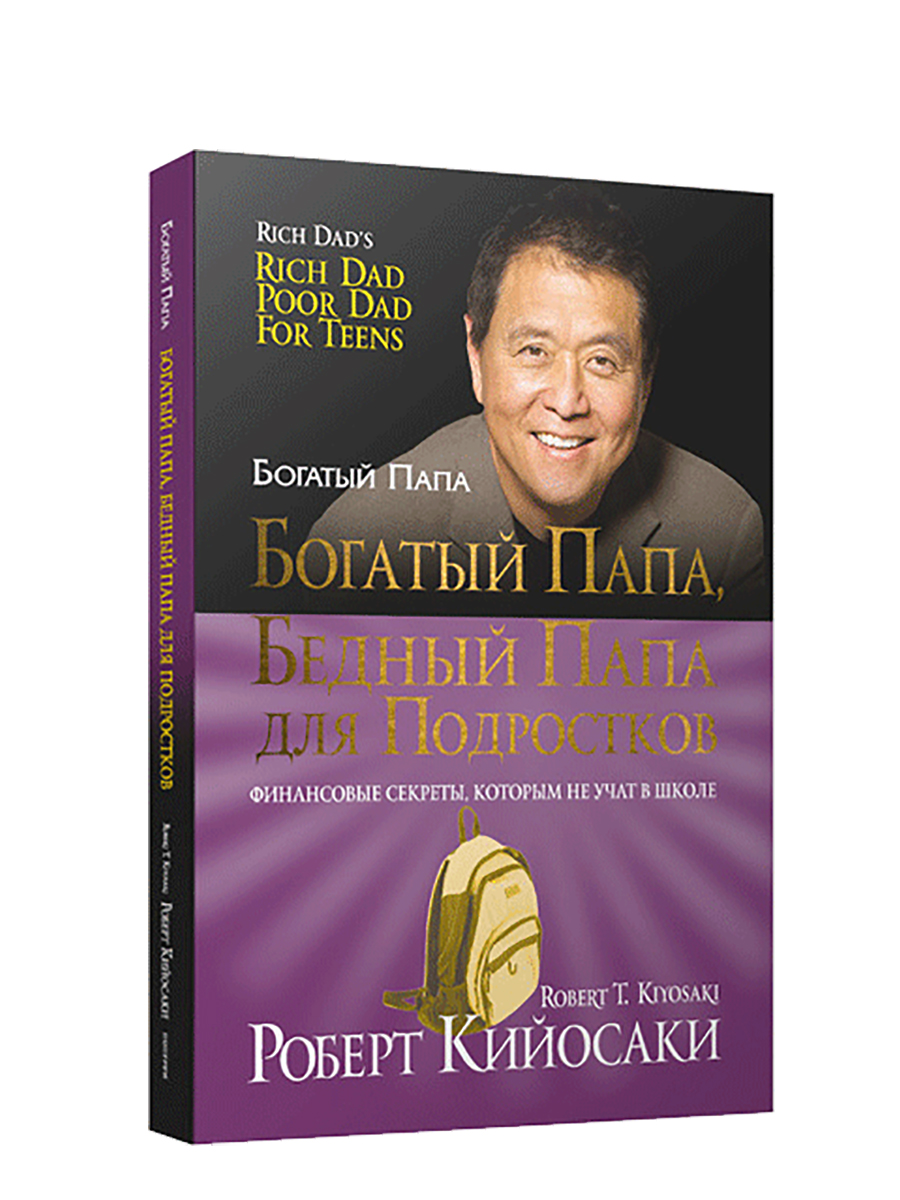 RICH DAD'S
RICH DAD
POOR DAD
FOR TEENS
БОГАТЫЙ ПАПА
БОГАТЫЙ ПАПА,
БЕДНЫЙ ПАПА
ДЛЯ ПОДРОСТКОВ
ФИНАНСОВЫЕ СЕКРЕТЫ, КОТОРЫМ НЕ УЧАТ В ШКОЛЕ
ROBERT T. KIYOSAKI
РОБЕРТ КИЙОСАКИ
БОГАТЫЙ ПАПА БОГАТЫЙ ПАПА, БЕДНЫЙ ПАПА ДЛЯ ПОДРОСТКОВ РОБЕРТ КИЙОСАКИ